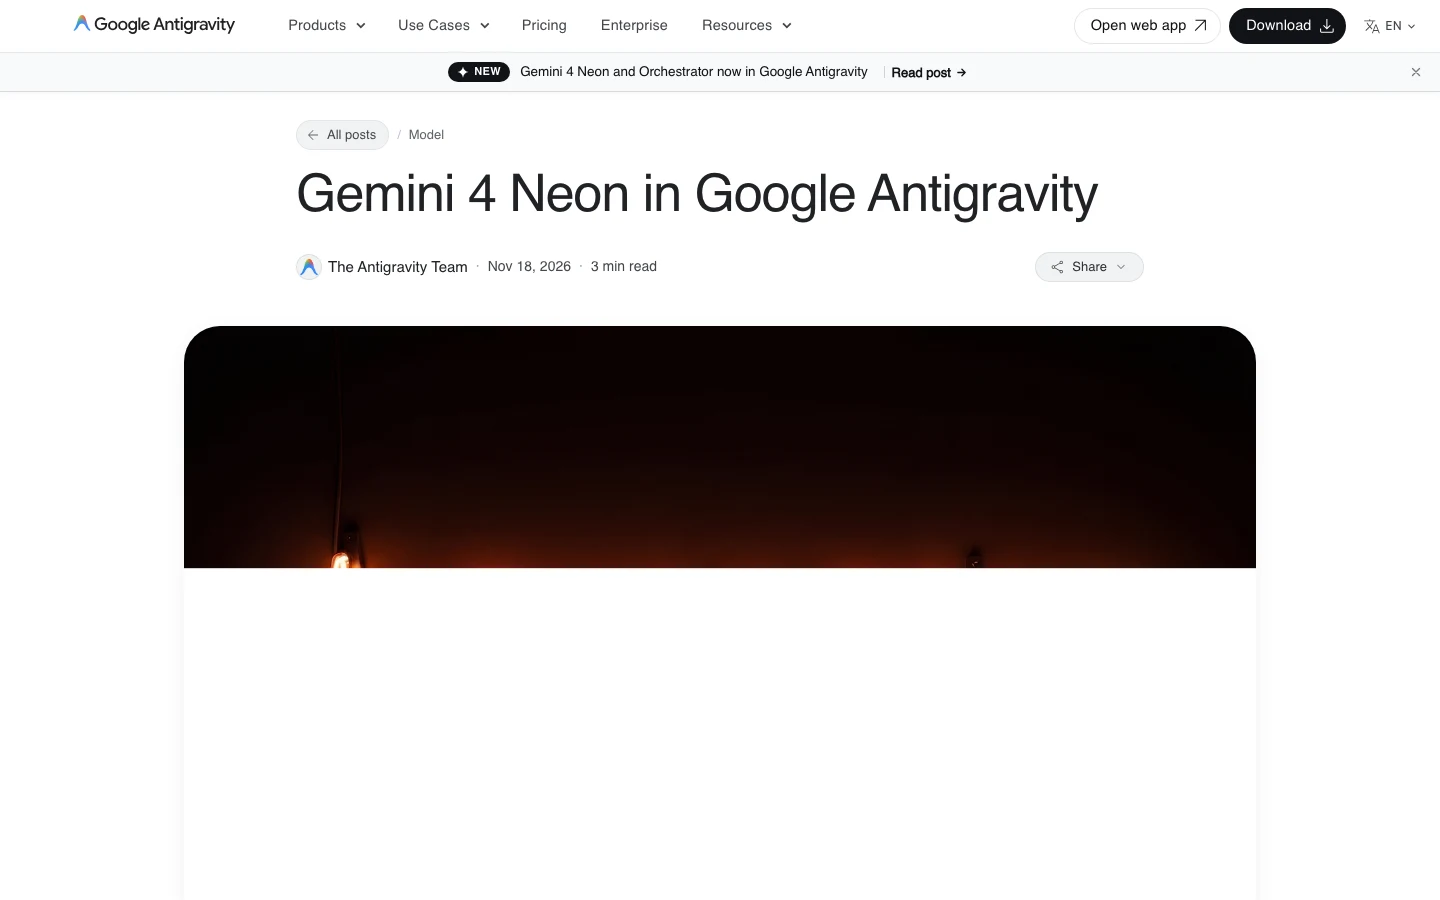 Google Antigravity
Products
Use Cases
Pricing
Enterprise
Resources
Open web app
Download
EN
NEW
Gemini 4 Neon and Orchestrator now in Google Antigravity
Read post →
All posts / Model
Gemini 4 Neon in Google Antigravity
The Antigravity Team · Nov 18, 2026 · 3 min read
Share